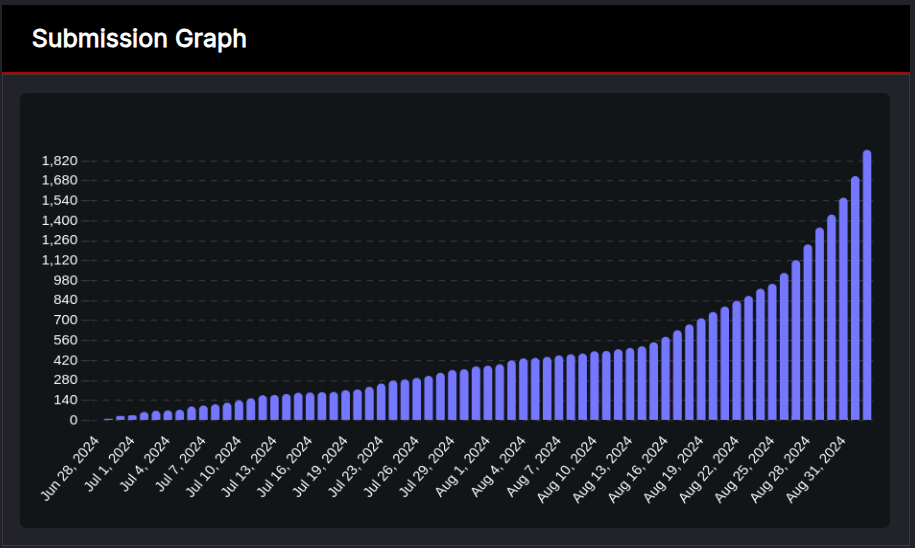 Submission Graph
1,820
1,680
1,540
1,400
1,260
1,120
980
840
700
560
420
280
140
0
Jun 28, 2024
Jul 1, 2024
Jul 4, 2024
Jul 7, 2024
Jul 10, 2024
Jul 13, 2024
Jul 16, 2024
Jul 19, 2024
Jul 23, 2024
Jul 26, 2024
Jul 29, 2024
Aug 1, 2024
Aug 4, 2024
Aug 7, 2024
Aug 10, 2024
Aug 13, 2024
Aug 16, 2024
Aug 19, 2024
Aug 22, 2024
Aug 25, 2024
Aug 28, 2024
Aug 31, 2024